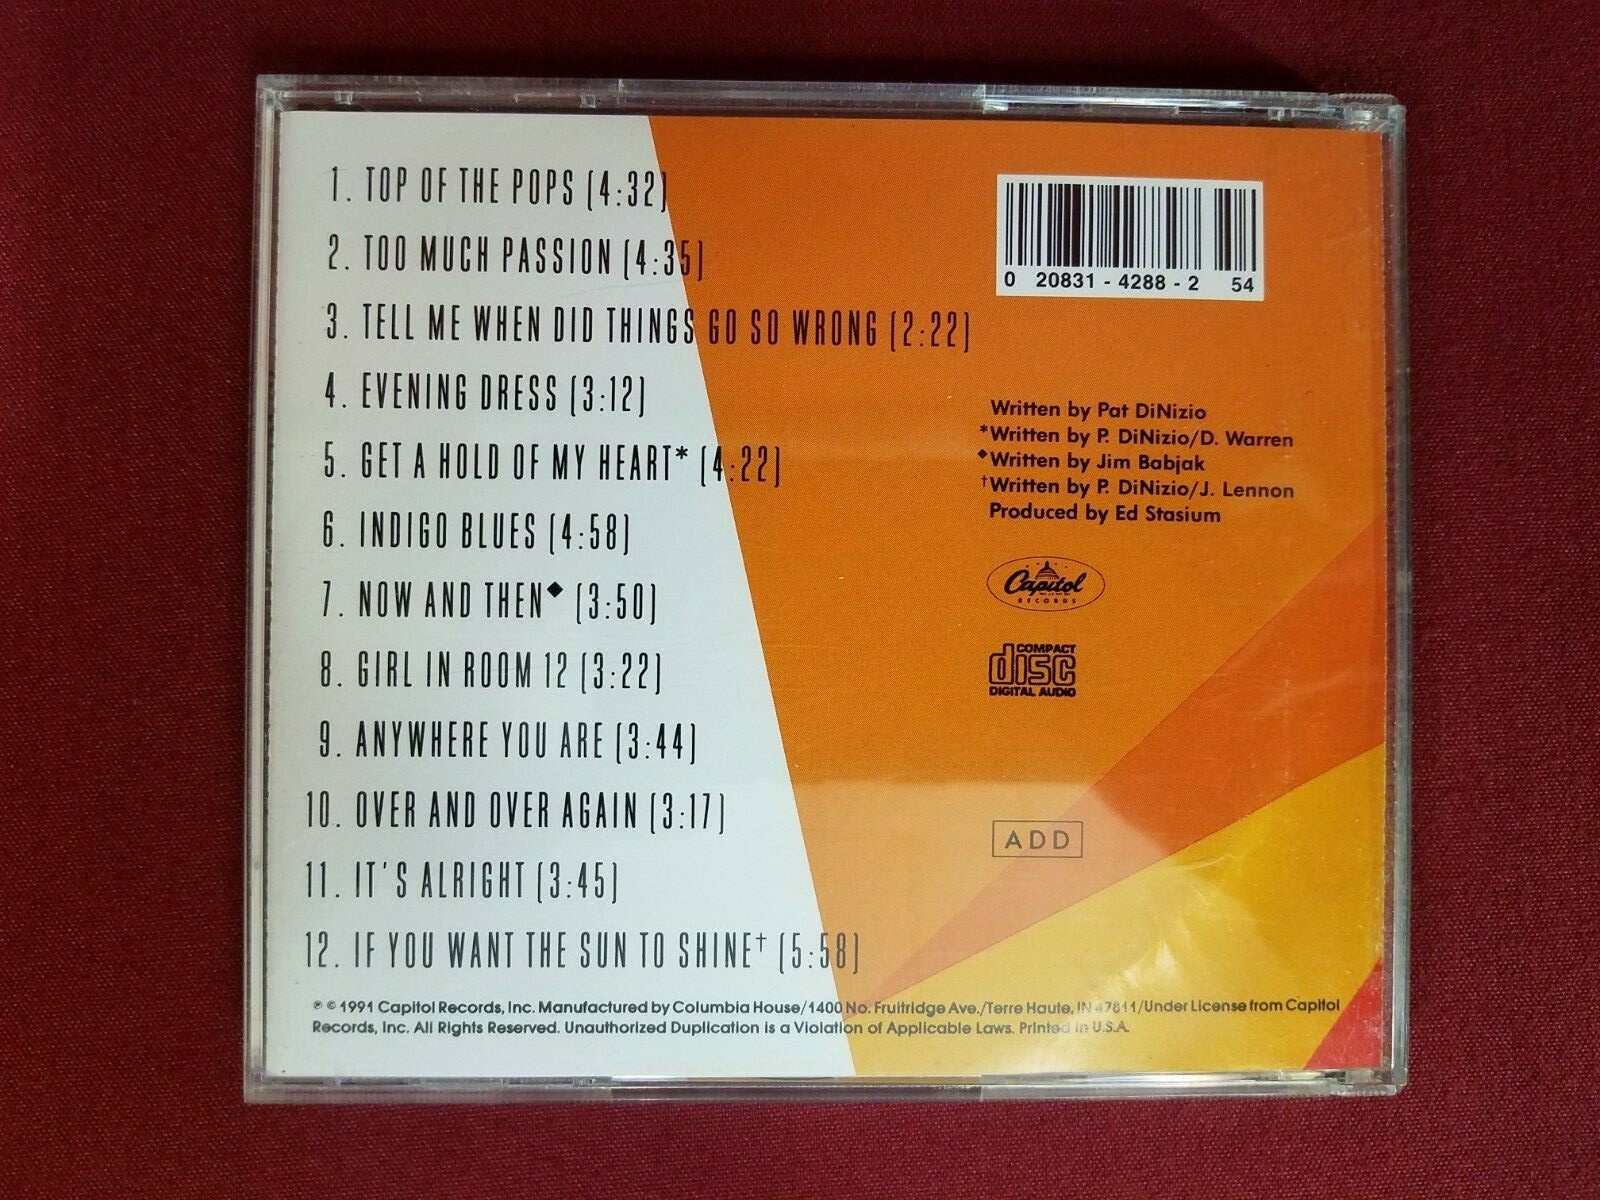 1. TOP OF THE POPS (4:32)
2. TOO MUCH PASSION (4:35)
3. TELL ME WHEN DID THINGS GO SO WRONG (2:22)
4. EVENING DRESS (3:12)
5. GET A HOLD OF MY HEART* (4:22)
6. INDIGO BLUES (4:58)
7. NOW AND THEN◆ (3:50)
8. GIRL IN ROOM 12 (3:22)
9. ANYWHERE YOU ARE (3:44)
10. OVER AND OVER AGAIN (3:17)
11. IT'S ALRIGHT (3:45)
12. IF YOU WANT THE SUN TO SHINE† (5:58)
0 20831-4288-2 54
Written by Pat DiNizio
*Written by P. DiNizio/D. Warren
◆Written by Jim Babjak
†Written by P. DiNizio/J. Lennon
Produced by Ed Stasium
Capitol
RECORDS
COMPACT
disc
DIGITAL AUDIO
ADD
℗ © 1991 Capitol Records, Inc. Manufactured by Columbia House/1400 No. Fruitridge Ave./Terre Haute, IN 47811/Under License from Capitol
Records, Inc. All Rights Reserved. Unauthorized Duplication is a Violation of Applicable Laws. Printed in U.S.A.